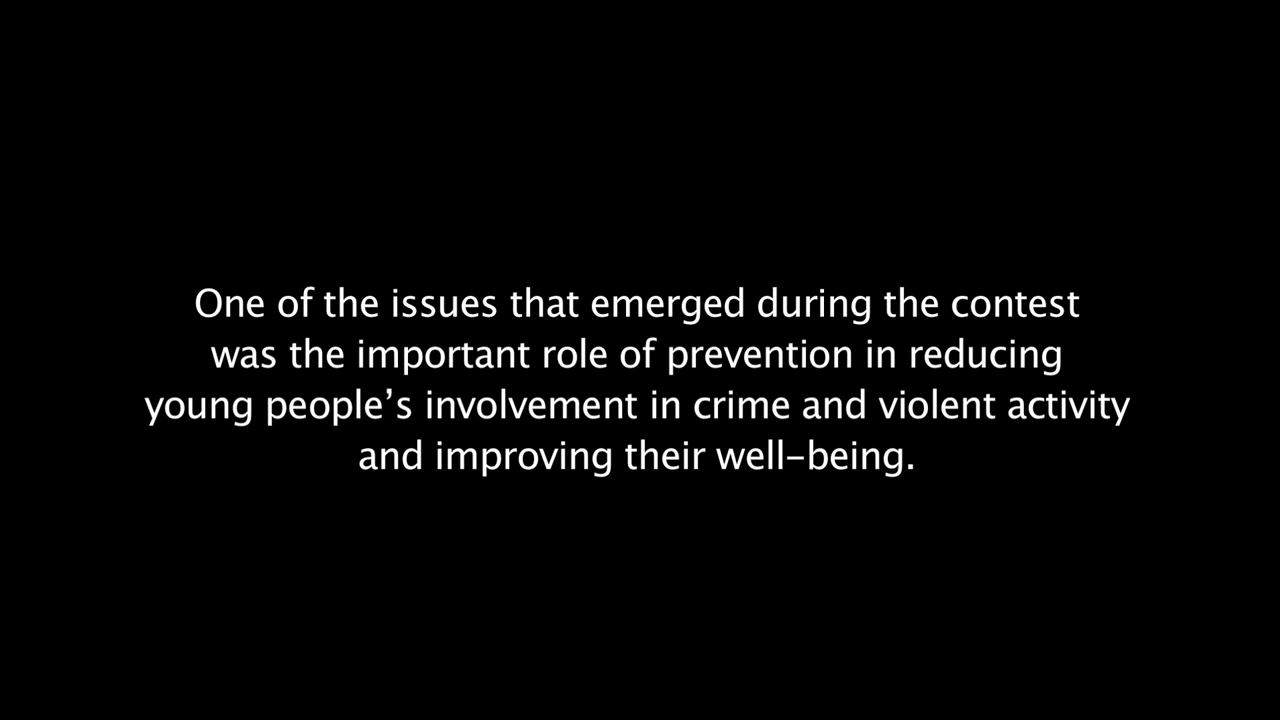 One of the issues that emerged during the contest
was the important role of prevention in reducing
young people’s involvement in crime and violent activity
and improving their well–being.